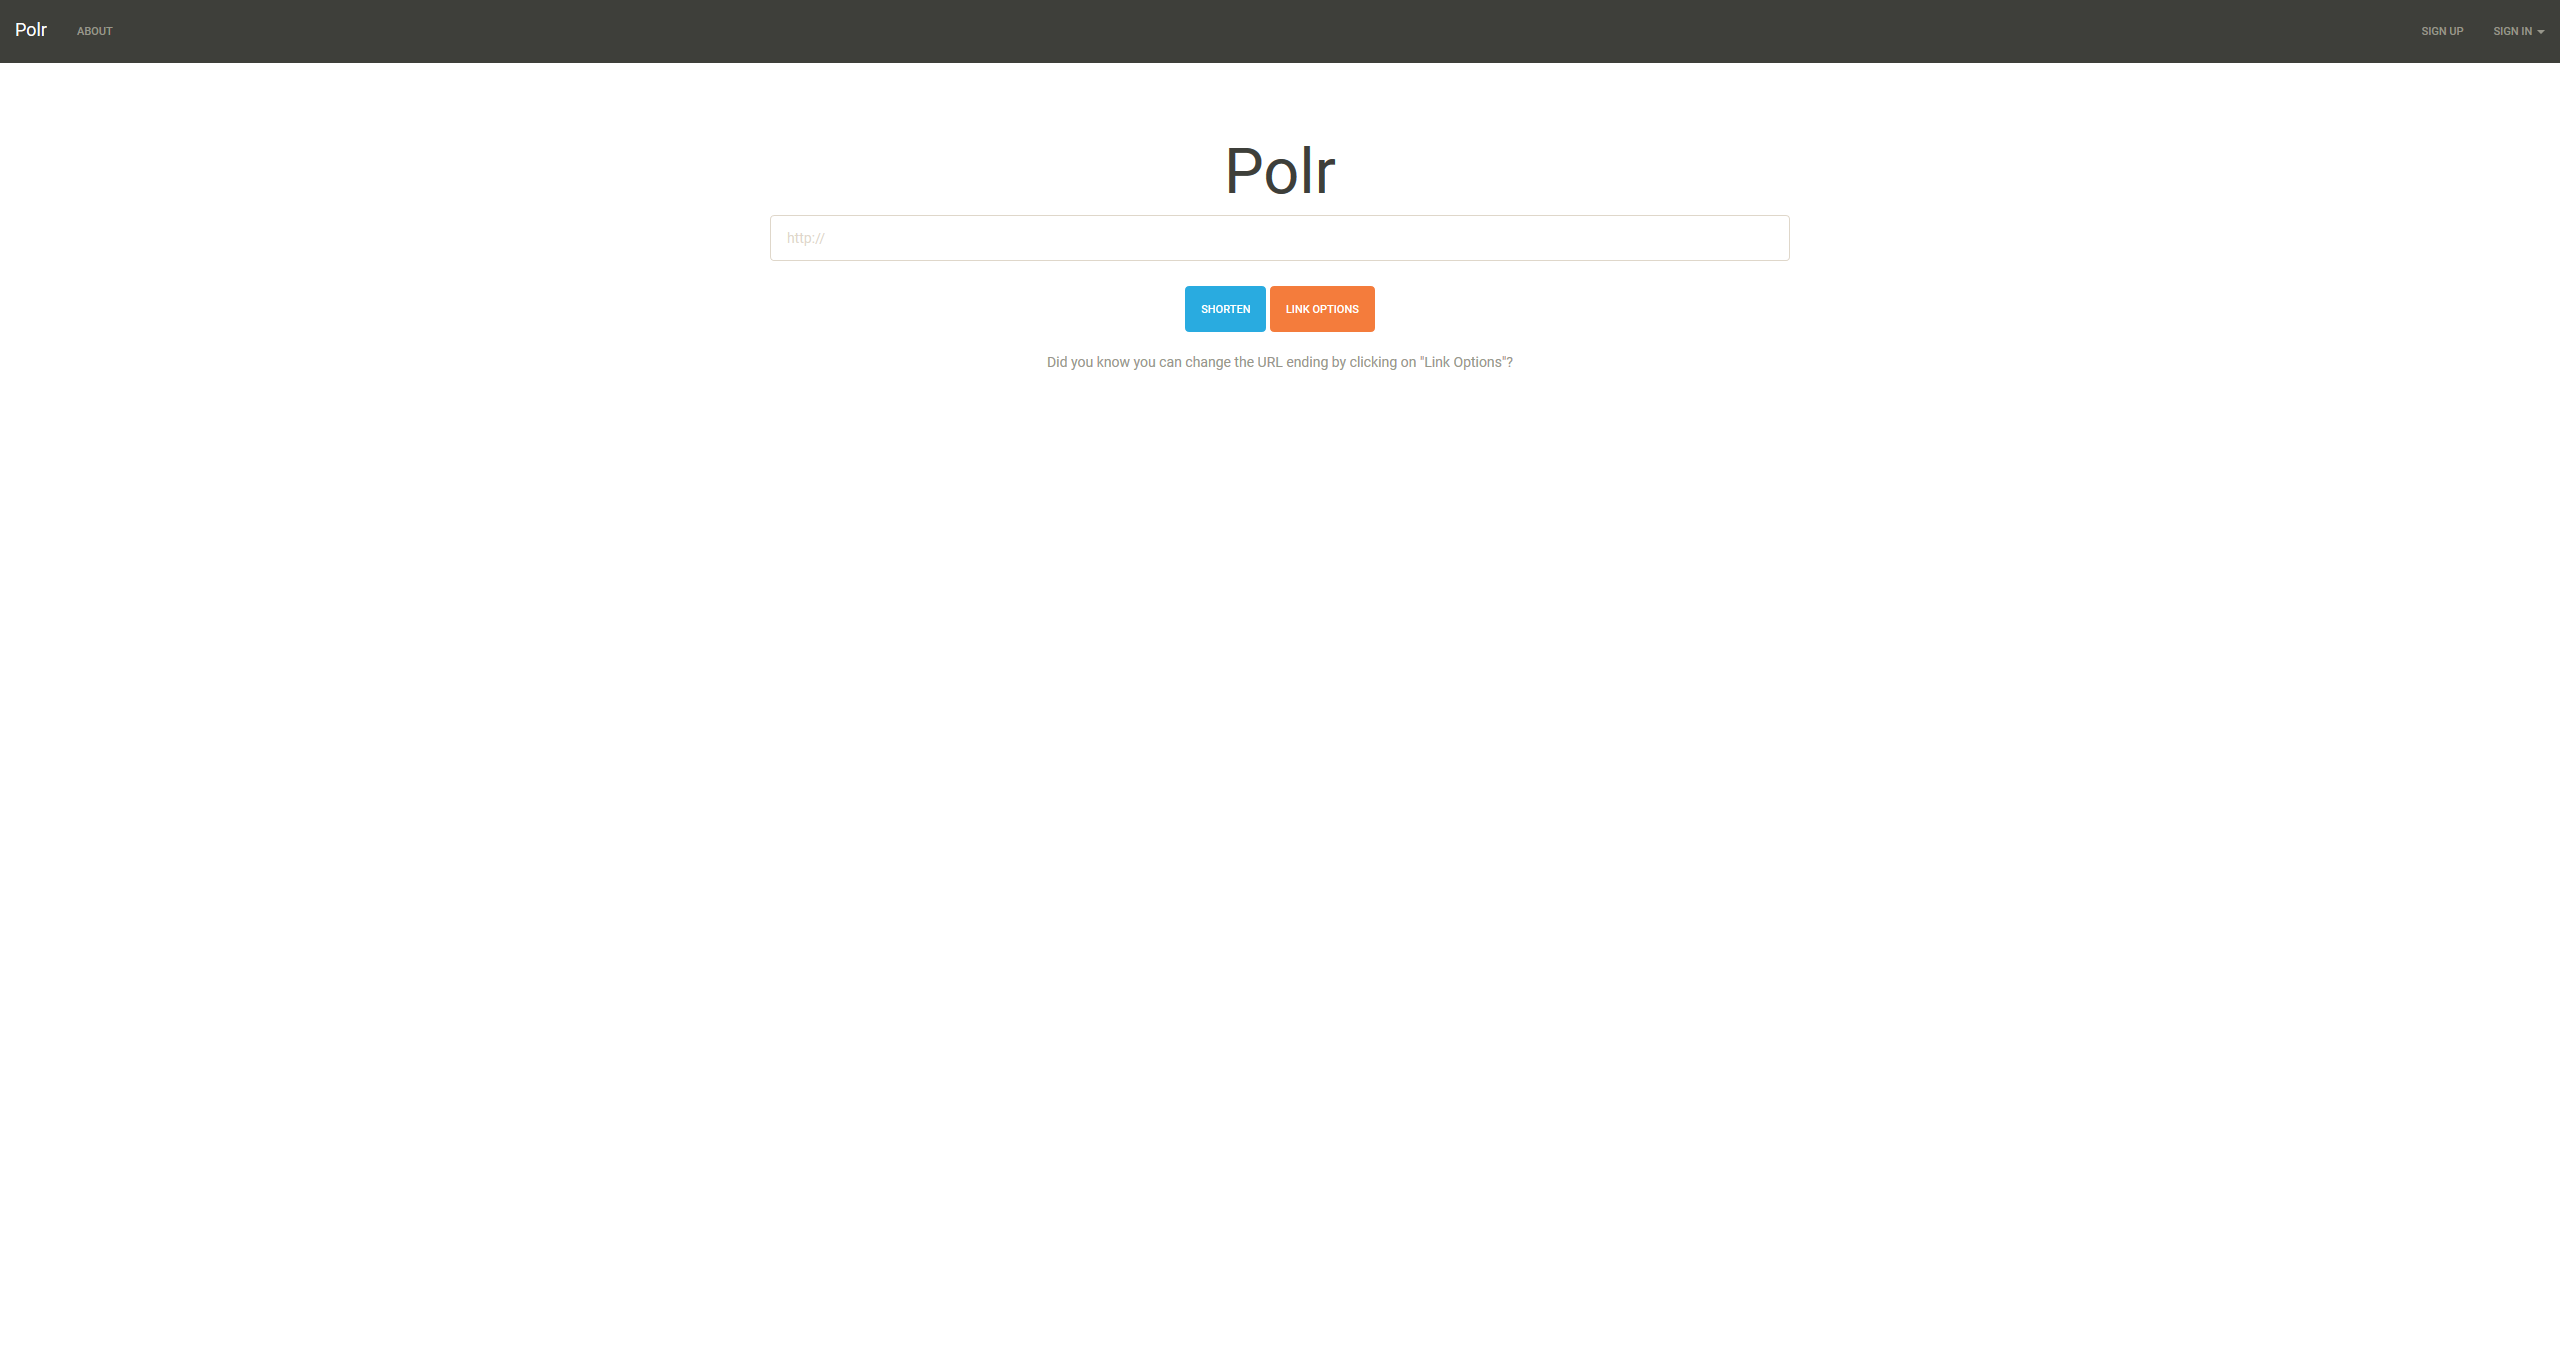 Polr ABOUT SIGN UP SIGN IN
Polr
http://
SHORTEN LINK OPTIONS
Did you know you can change the URL ending by clicking on "Link Options"?